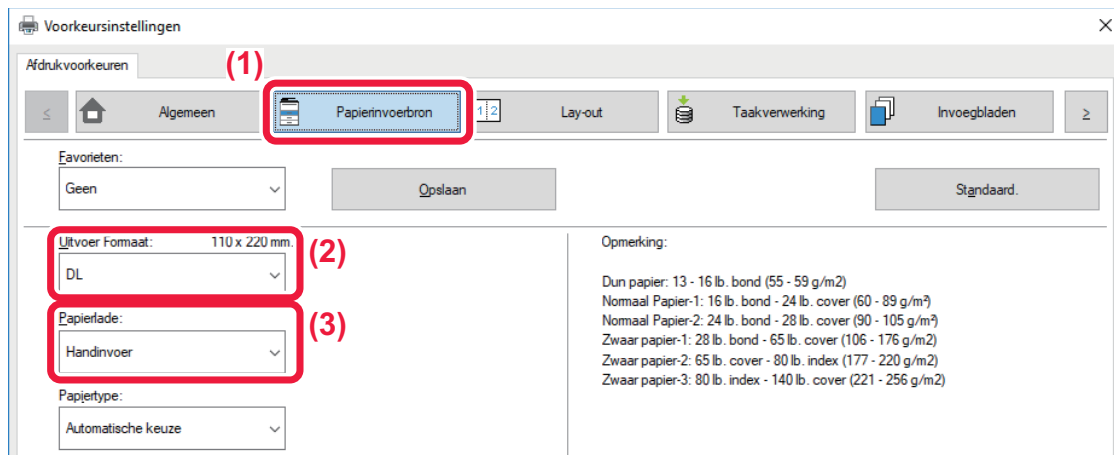 Voorkeursinstellingen
Afdrukvoorkeuren
(1)
≤ Algemeen Papierinvoerbron 1 2 Lay-out Taakverwerking Invoegbladen ≥
Favorieten:
Geen Opslaan Standaard.
Uitvoer Formaat: 110 x 220 mm.
(2)
DL
Papierlade:
(3)
Handinvoer
Papiertype:
Automatische keuze
Opmerking:
Dun papier: 13 - 16 lb. bond (55 - 59 g/m2)
Normaal Papier-1: 16 lb. bond - 24 lb. cover (60 - 89 g/m²)
Normaal Papier-2: 24 lb. bond - 28 lb. cover (90 - 105 g/m²)
Zwaar papier-1: 28 lb. bond - 65 lb. cover (106 - 176 g/m2)
Zwaar papier-2: 65 lb. cover - 80 lb. index (177 - 220 g/m2)
Zwaar papier-3: 80 lb. index - 140 lb. cover (221 - 256 g/m2)